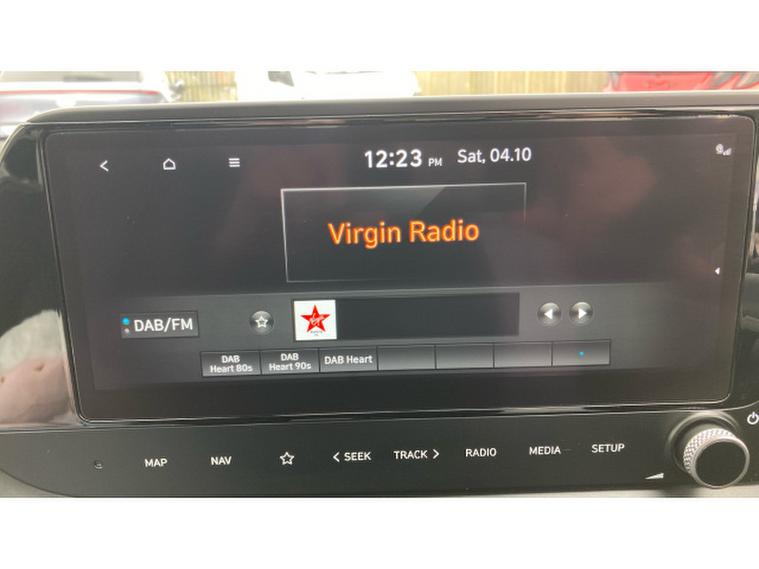 12:23 PM Sat, 04.10
Virgin Radio
DAB/FM
DAB
Heart 80s
DAB
Heart 90s
DAB Heart
MAP NAV SEEK TRACK RADIO MEDIA SETUP